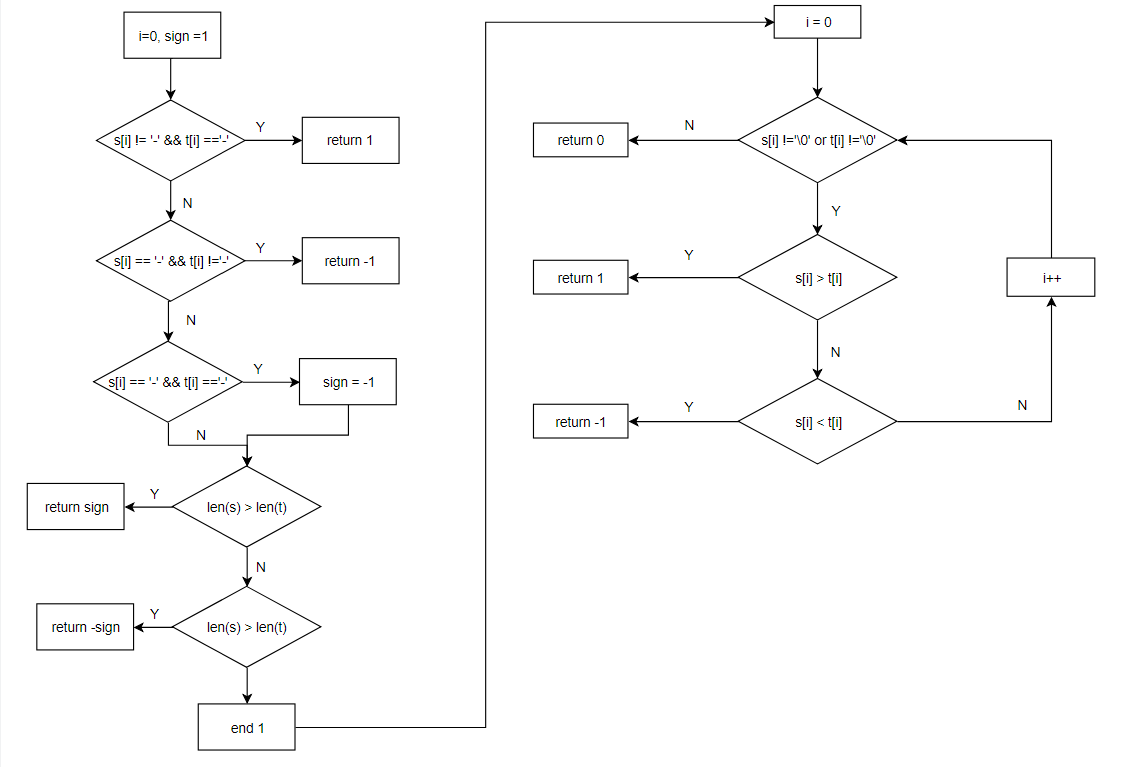 i=0, sign =1
s[i] != '-' && t[i] =='-'
Y
return 1
N
s[i] == '-' && t[i] !='-'
Y
return -1
N
s[i] == '-' && t[i] =='-'
Y
sign = -1
N
len(s) > len(t)
Y
return sign
N
len(s) > len(t)
Y
return -sign
end 1
i = 0
s[i] !='\0' or t[i] !='\0'
N
return 0
Y
s[i] > t[i]
Y
return 1
N
s[i] < t[i]
Y
return -1
N
i++